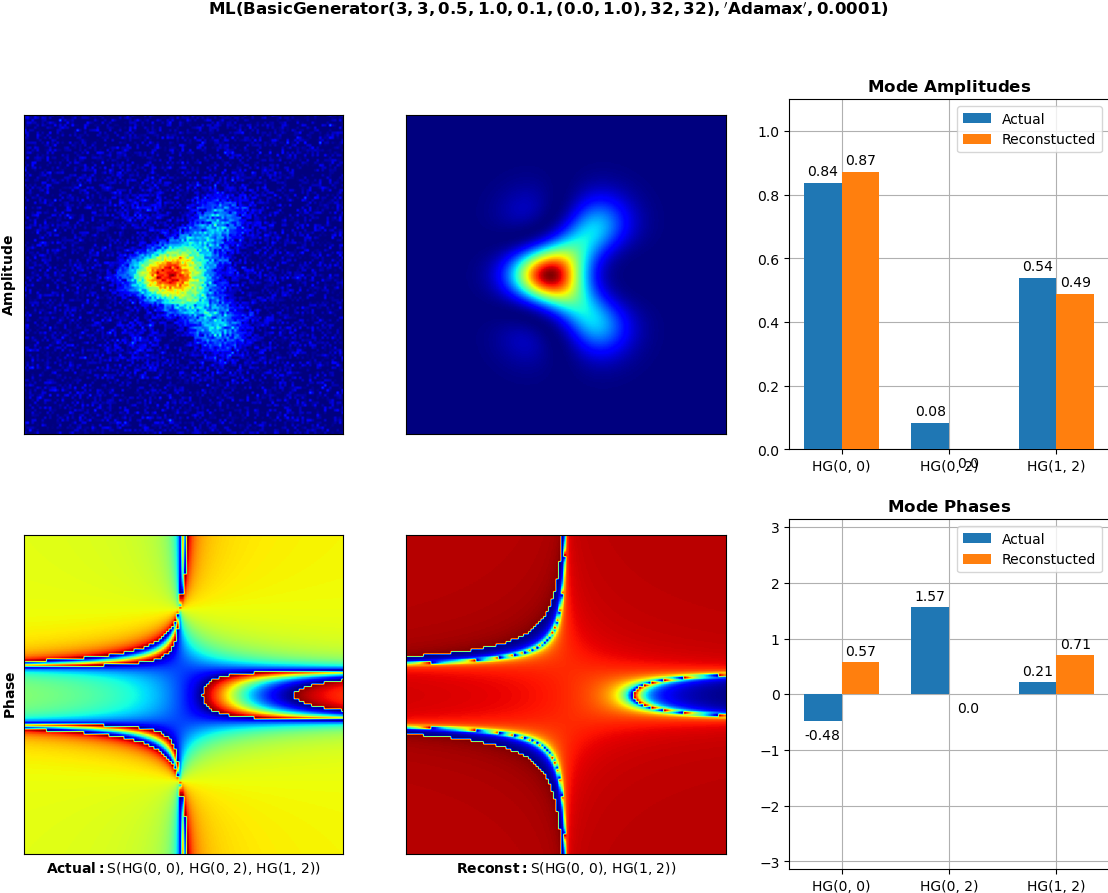 ML(BasicGenerator(3, 3, 0.5, 1.0, 0.1, (0.0, 1.0), 32, 32), 'Adamax', 0.0001)
Amplitude
Mode Amplitudes
Actual
Reconstucted
1.0
0.8
0.6
0.4
0.2
0.0
0.84
0.87
0.08
0.0
0.54
0.49
HG(0, 0)
HG(0, 2)
HG(1, 2)
Phase
Actual: S(HG(0, 0), HG(0, 2), HG(1, 2))
Reconst: S(HG(0, 0), HG(1, 2))
Mode Phases
Actual
Reconstucted
3
2
1
0
−1
−2
−3
-0.48
0.57
1.57
0.0
0.21
0.71
HG(0, 0)
HG(0, 2)
HG(1, 2)